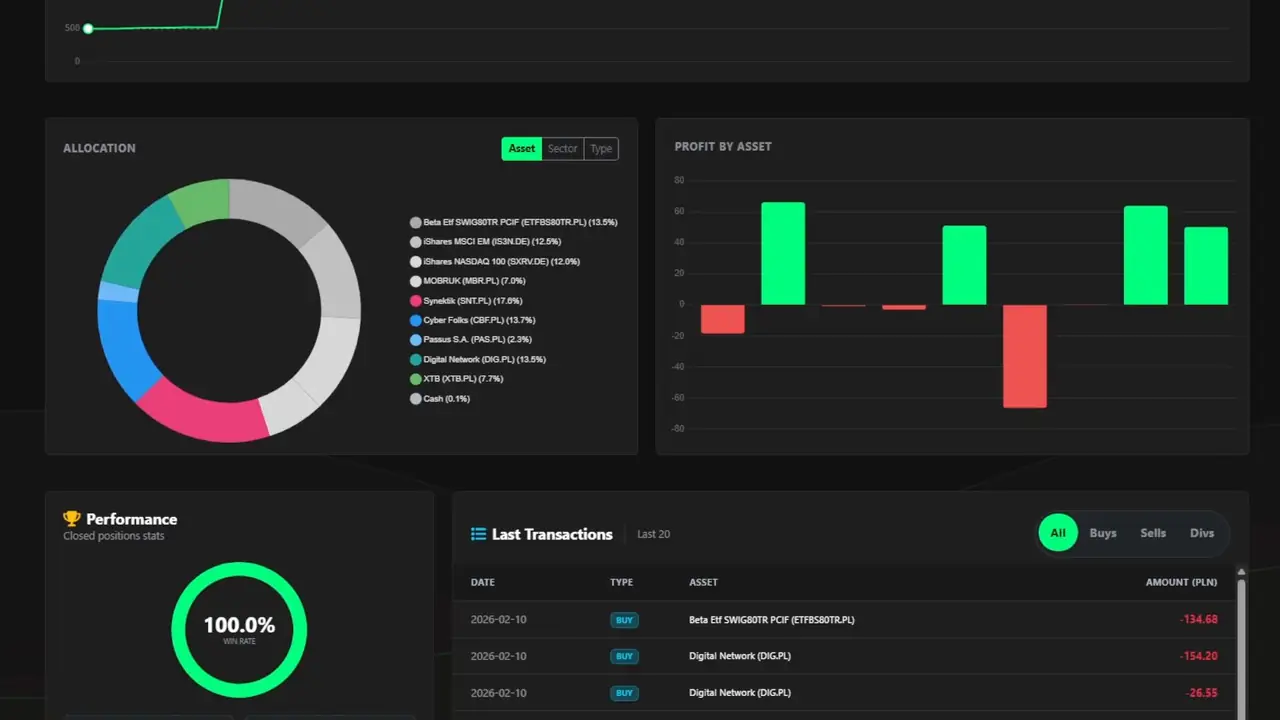 500
0
ALLOCATION
Asset Sector Type
Beta Etf SWIG80TR PCIF (ETFBS80TR.PL) (13.5%)
iShares MSCI EM (IS3N.DE) (12.5%)
iShares NASDAQ 100 (SXRV.DE) (12.0%)
MOBRUK (MBR.PL) (7.0%)
Synektik (SNT.PL) (17.6%)
Cyber Folks (CBF.PL) (13.7%)
Passus S.A. (PAS.PL) (2.3%)
Digital Network (DIG.PL) (13.5%)
XTB (XTB.PL) (7.7%)
Cash (0.1%)
PROFIT BY ASSET
80
60
40
20
0
-20
-40
-60
-80
Performance
Closed positions stats
100.0%
WIN RATE
Last Transactions Last 20
All Buys Sells Divs
DATE TYPE ASSET AMOUNT (PLN)
2026-02-10 BUY Beta Etf SWIG80TR PCIF (ETFBS80TR.PL) -134.68
2026-02-10 BUY Digital Network (DIG.PL) -154.20
2026-02-10 BUY Digital Network (DIG.PL) -26.55